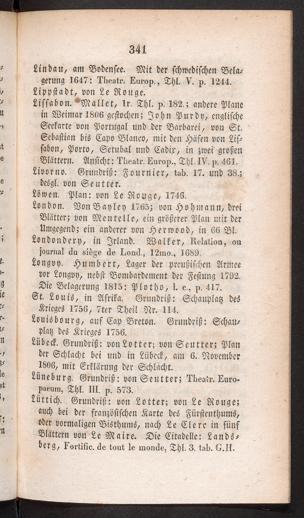 341
Lindau, am Bodensee. Mit der schwedischen Bela-
gerung 1647: Theatr. Europ., Thl. V. p. 1244.
Lippstadt, von Le Rouge.
Lissabon. Mallet, 1r. Thl. p. 182.; andere Plane
in Weimar 1806 gestochen; John Purdy, englische
Seekarte von Portugal und der Barbarei, von St.
Sebastian bis Capo Blanco, mit den Häfen von Lis-
sabon, Porto, Setubal und Cadix, in zwei großen
Blättern. Ansicht: Theatr. Europ., Thl. IV. p. 461.
Livorno. Grundriß: Fournier, tab. 17. und 38.;
desgl. von Seutter.
Löwen. Plan: von Le Rouge, 1746.
London. Von Bayley 1765; von Hohmann, drei
Blätter; von Mentelle, ein größerer Plan mit der
Umgegend; ein anderer von Herwood, in 66 Bl.
Londondery, in Irland. Walker, Relation, ou
journal du siège de Lond., 12mo., 1689.
Longvy. Humbert, Lager der preußischen Armee
vor Longvy, nebst Bombardement der Festung 1792.
Die Belagerung 1815; Plotho, l. c., p. 417.
St. Louis, in Afrika. Grundriß: Schauplatz des
Krieges 1756, 7ter Theil Nr. 114.
Louisbourg, auf Cap Breton. Grundriß: Schau-
platz des Krieges 1756.
Lübeck. Grundriß: von Lotter; von Seutter; Plan
der Schlacht bei und in Lübeck, am 6. November
1806, mit Erklärung der Schlacht.
Lüneburg. Grundriß: von Seutter; Theatr. Euro-
paeum, Thl. III. p. 573.
Lüttich. Grundriß: von Lotter; von Le Rouge;
auch bei der französischen Karte des Fürstenthums,
oder vormaligen Bisthums, nach Le Clerc in fünf
Blättern von Le Maire. Die Citadelle: Lands-
berg, Fortific. de tout le monde, Thl. 3. tab. G.H.